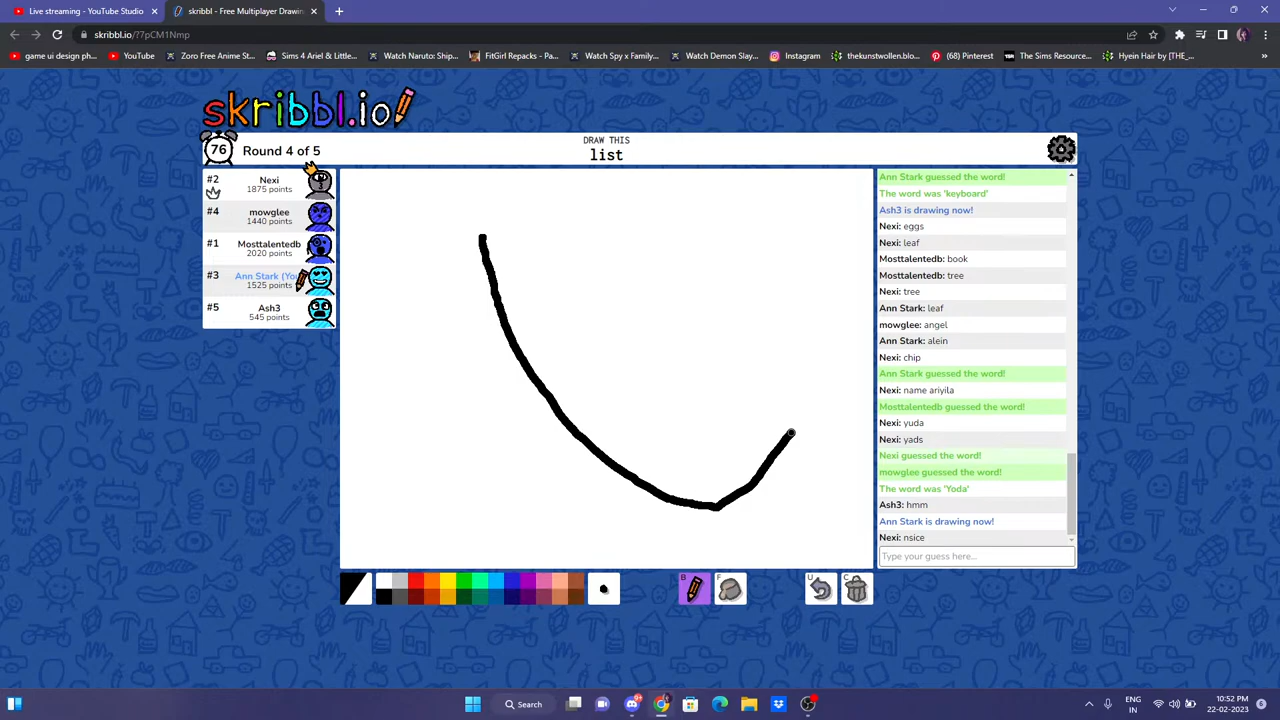 Live streaming - YouTube Studio
skribbl - Free Multiplayer Drawin
skribbl.io/?7pCM1Nmp
game ui design ph...
YouTube
Zoro Free Anime St...
Sims 4 Ariel & Little...
Watch Naruto: Ship...
FitGirl Repacks - Pa...
Watch Spy x Family...
Watch Demon Slay...
Instagram
thekunstwollen.blo...
(68) Pinterest
The Sims Resource...
Hyein Hair by [THE...
skribbl.io
76
Round 4 of 5
DRAW THIS
list
#2
Nexi
1875 points
#4
mowglee
1440 points
#1
Mosttalentedb
2020 points
#3
Ann Stark (You
1525 points
#5
Ash3
545 points
Ann Stark guessed the word!
The word was 'keyboard'
Ash3 is drawing now!
Nexi: eggs
Nexi: leaf
Mosttalentedb: book
Mosttalentedb: tree
Nexi: tree
Ann Stark: leaf
mowglee: angel
Ann Stark: alein
Nexi: chip
Ann Stark guessed the word!
Nexi: name ariyila
Mosttalentedb guessed the word!
Nexi: yuda
Nexi: yads
Nexi guessed the word!
mowglee guessed the word!
The word was 'Yoda'
Ash3: hmm
Ann Stark is drawing now!
Nexi: nsice
Type your guess here...
B
F
U
C
Search
ENG
IN
10:52 PM
22-02-2023